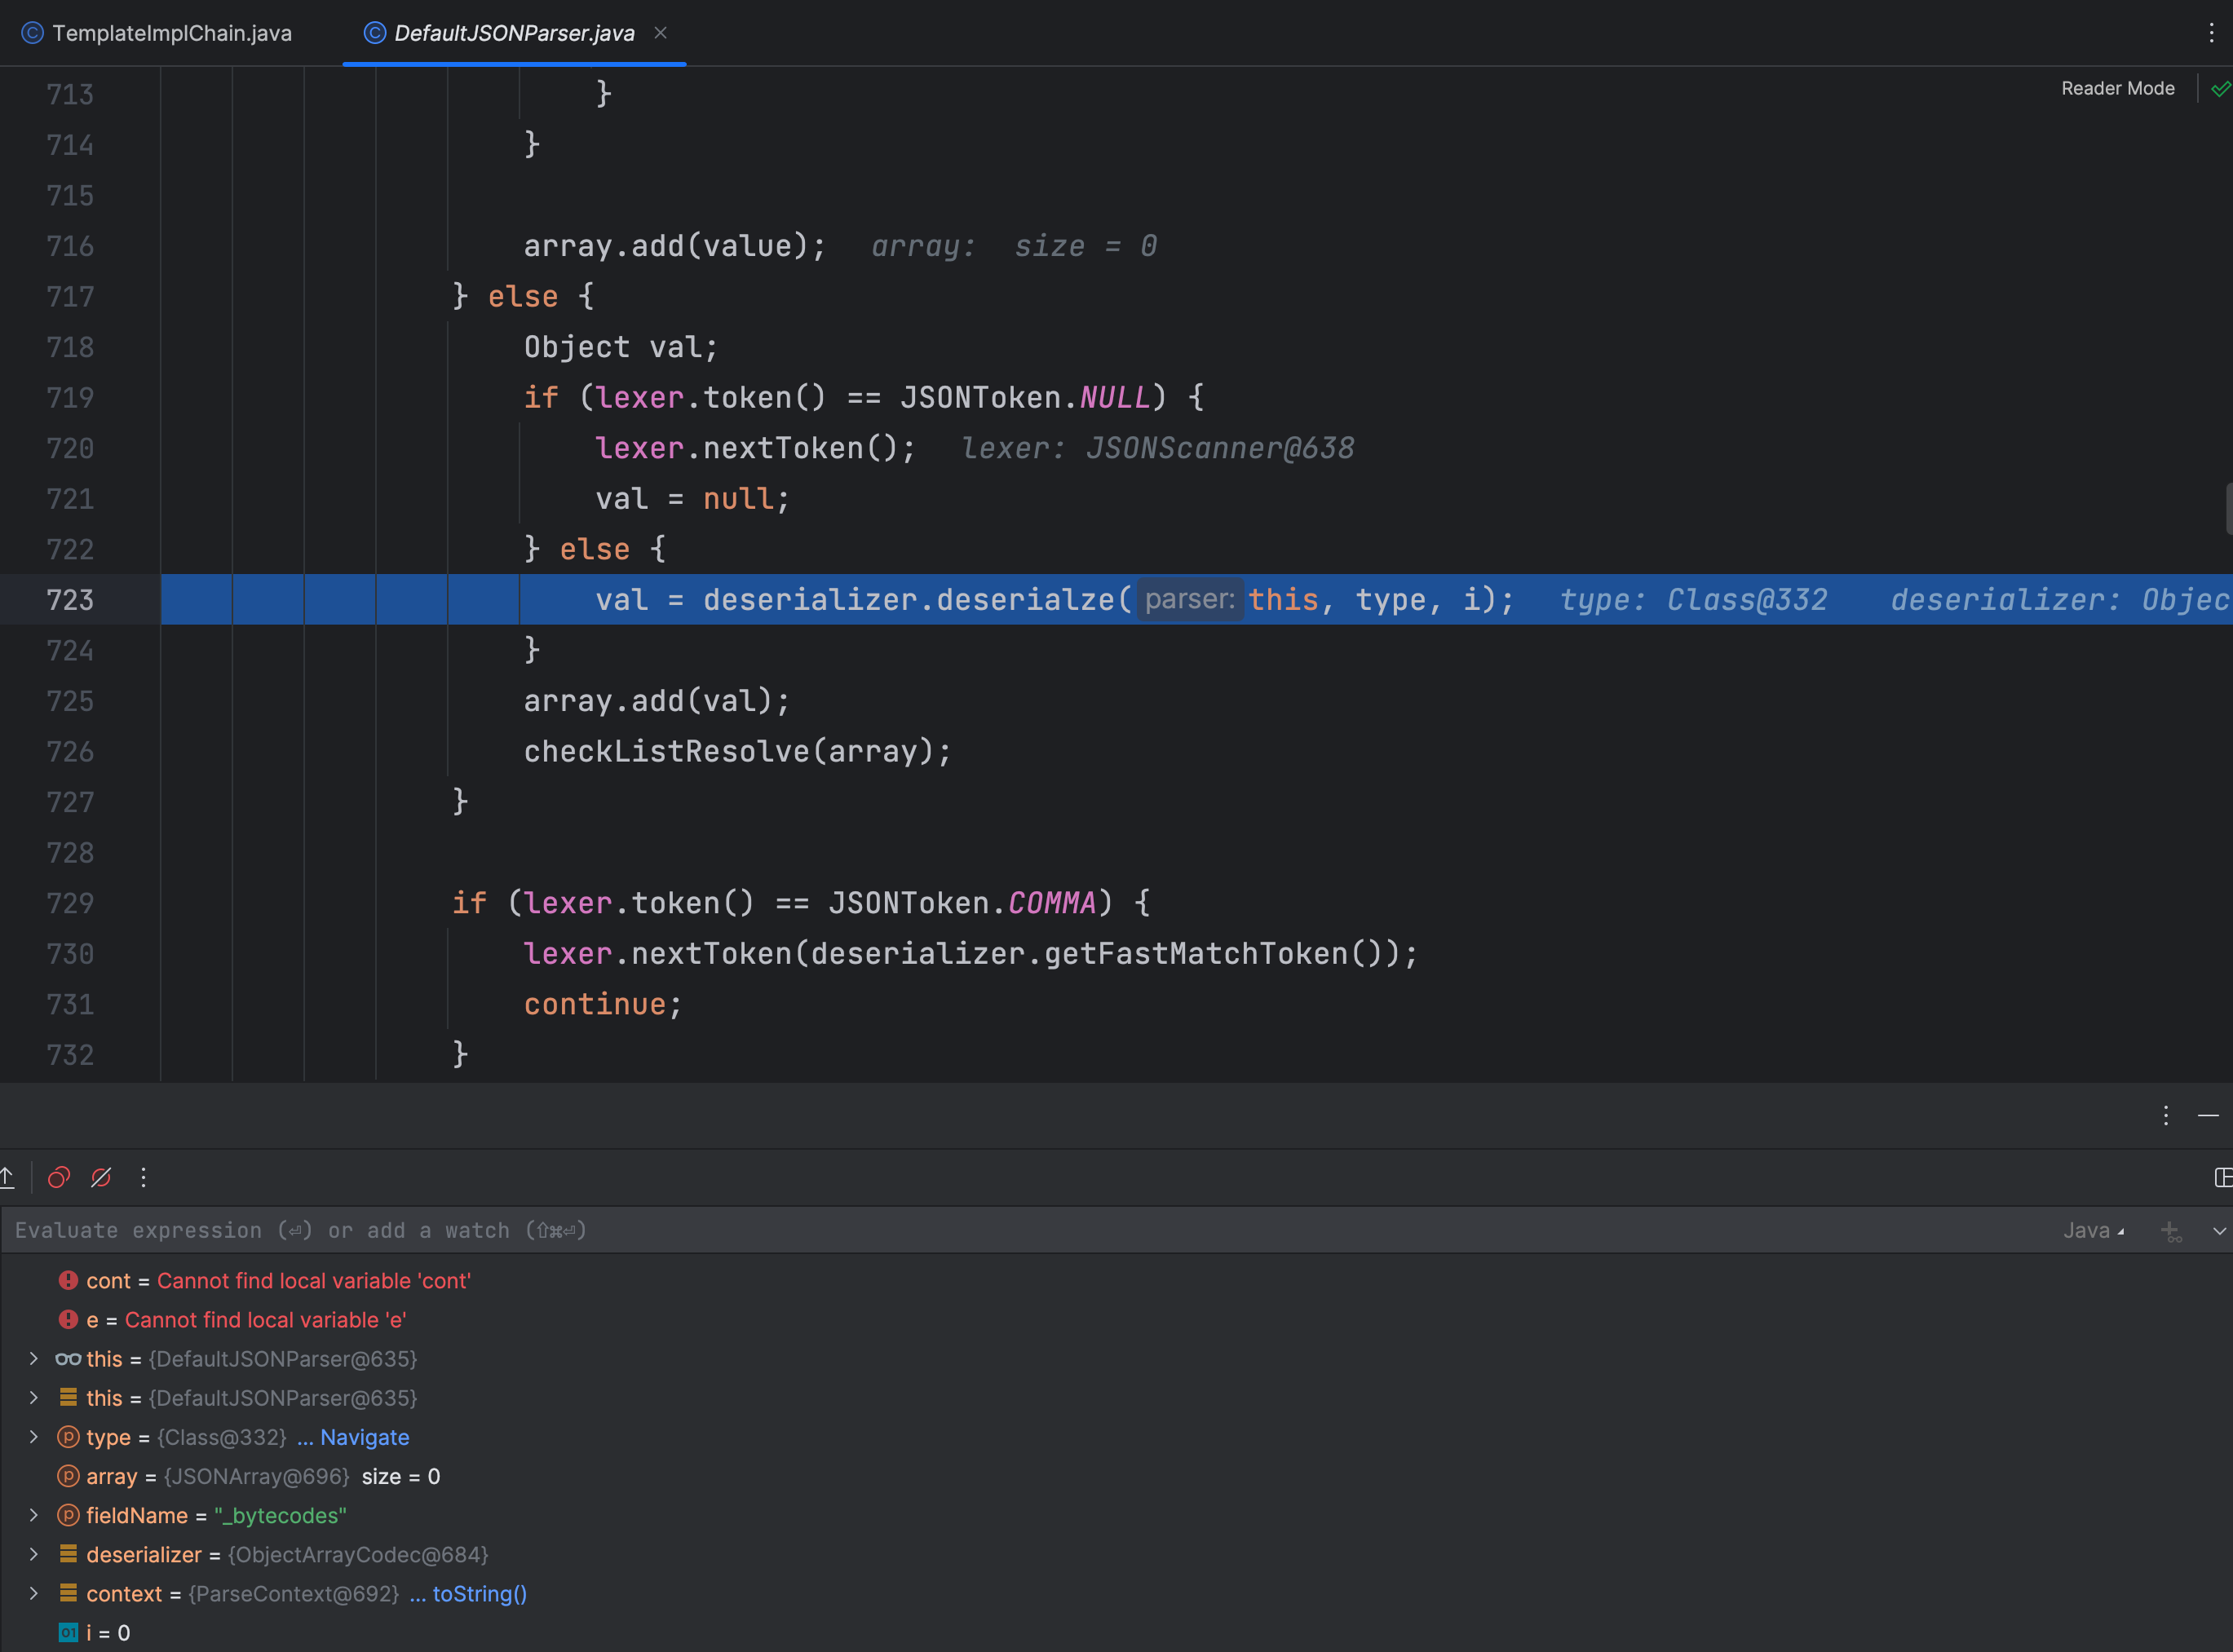 TemplateImplChain.java
DefaultJSONParser.java
Reader Mode
713 }
714 }
715
716 array.add(value); array: size = 0
717 } else {
718 Object val;
719 if (lexer.token() == JSONToken.NULL) {
720 lexer.nextToken(); lexer: JSONScanner@638
721 val = null;
722 } else {
723 val = deserializer.deserialze( parser: this, type, i); type: Class@332 deserializer: Objec
724 }
725 array.add(val);
726 checkListResolve(array);
727 }
728
729 if (lexer.token() == JSONToken.COMMA) {
730 lexer.nextToken(deserializer.getFastMatchToken());
731 continue;
732 }
Evaluate expression (⏎) or add a watch (⇧⌘⏎)
Java
cont = Cannot find local variable 'cont'
e = Cannot find local variable 'e'
this = {DefaultJSONParser@635}
this = {DefaultJSONParser@635}
type = {Class@332} ... Navigate
array = {JSONArray@696} size = 0
fieldName = "_bytecodes"
deserializer = {ObjectArrayCodec@684}
context = {ParseContext@692} ... toString()
i = 0